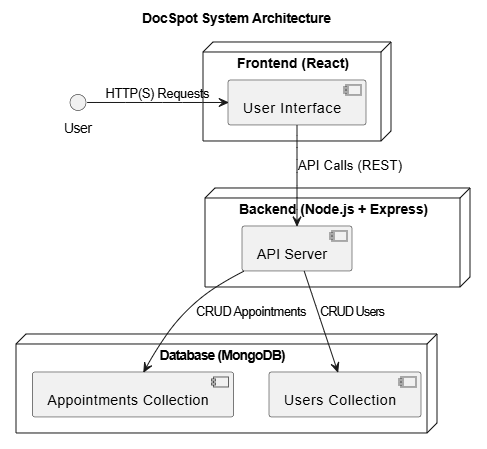 DocSpot System Architecture
Frontend (React)
HTTP(S) Requests
User Interface
User
API Calls (REST)
Backend (Node.js + Express)
API Server
CRUD Appointments
CRUD Users
Database (MongoDB)
Appointments Collection
Users Collection